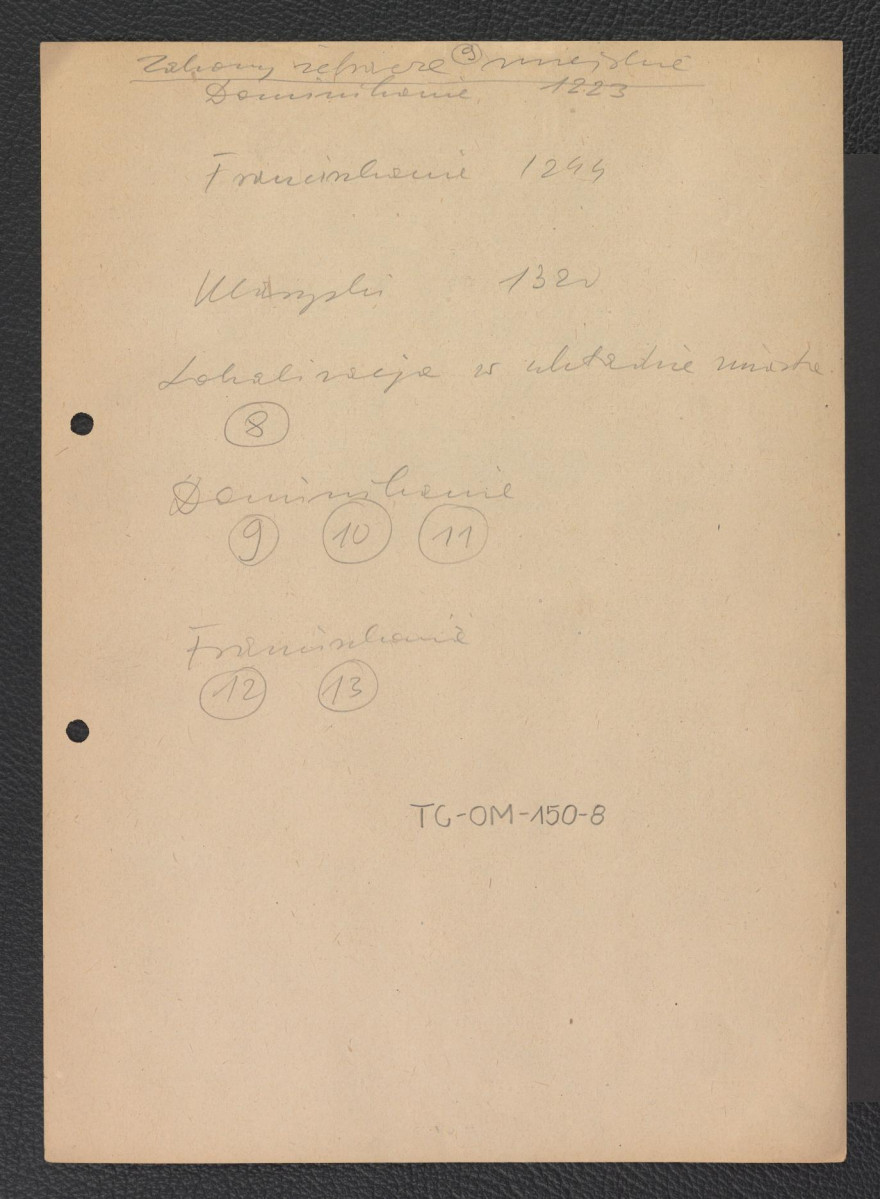 Zakony żebracze ⑨ miejskie
Dominikanie 1223
Franciszkanie 1244
Klaryski 1320
Lokalizacja w układzie miasta
8
Dominikanie
9 10 11
Franciszkanie
12 13
TG-OM-150-8